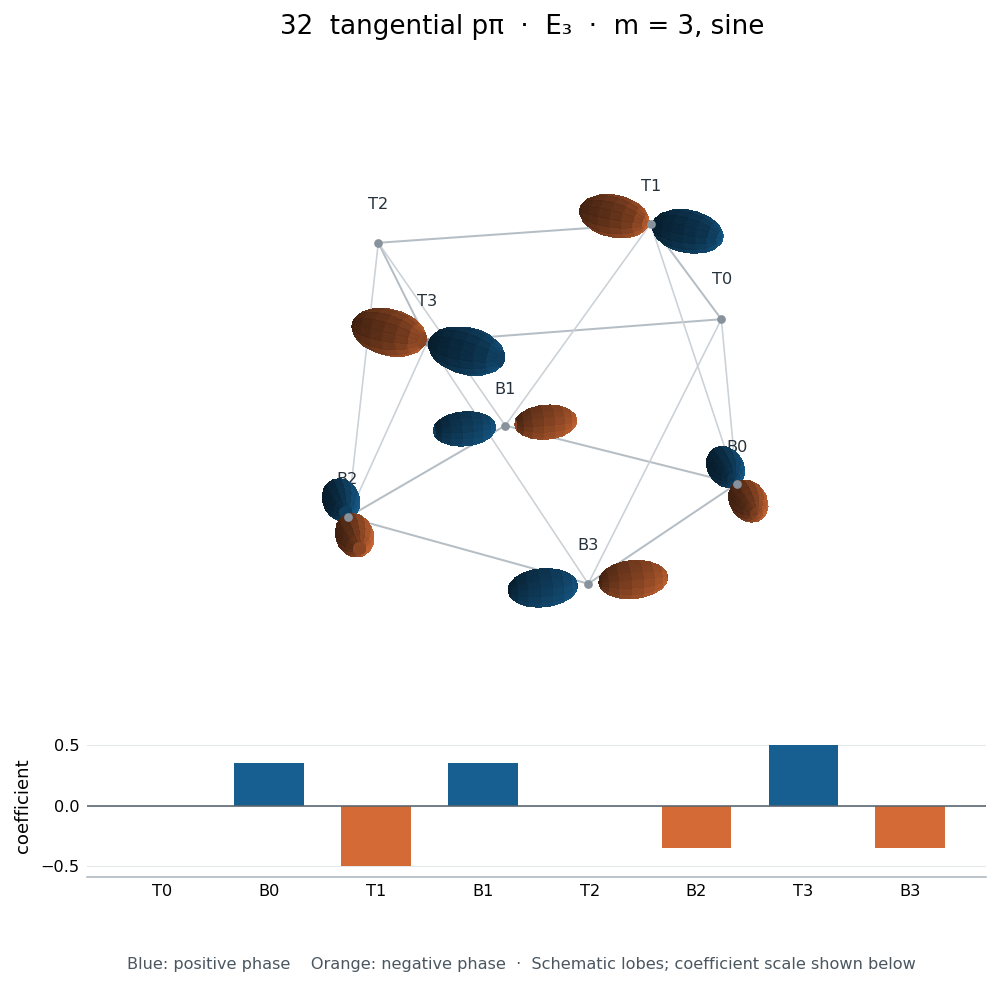 32 tangential pπ · E₃ · m = 3, sine
T1
T2
T0
T3
B1
B0
B2
B3
0.5
0.0
−0.5
coefficient
T0 B0 T1 B1 T2 B2 T3 B3
Blue: positive phase Orange: negative phase · Schematic lobes; coefficient scale shown below